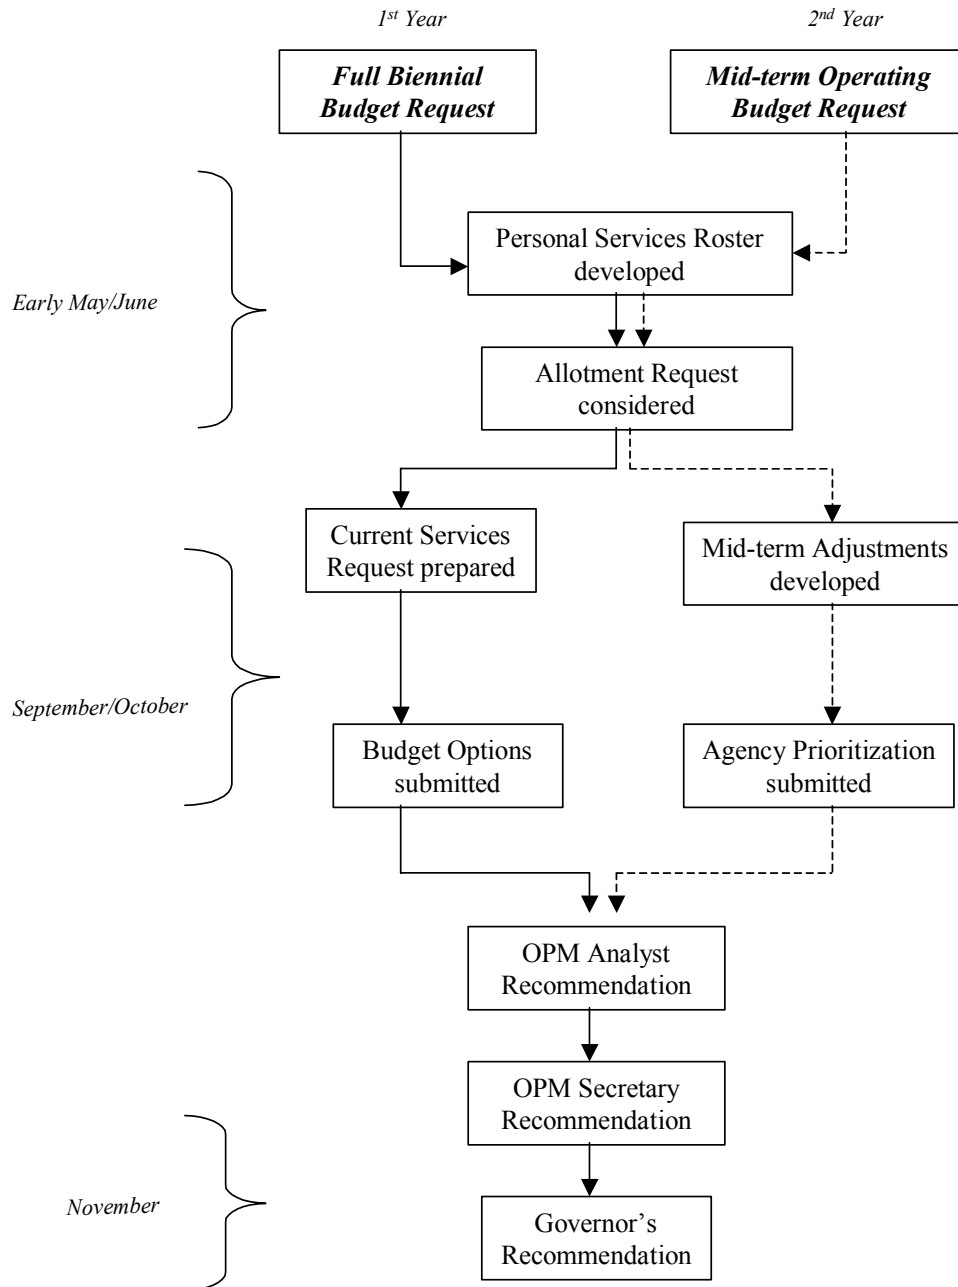 1st Year
2nd Year
Full Biennial
Budget Request
Mid-term Operating
Budget Request
Personal Services Roster
developed
Early May/June
Allotment Request
considered
Current Services
Request prepared
Mid-term Adjustments
developed
September/October
Budget Options
submitted
Agency Prioritization
submitted
OPM Analyst
Recommendation
OPM Secretary
Recommendation
November
Governor’s
Recommendation